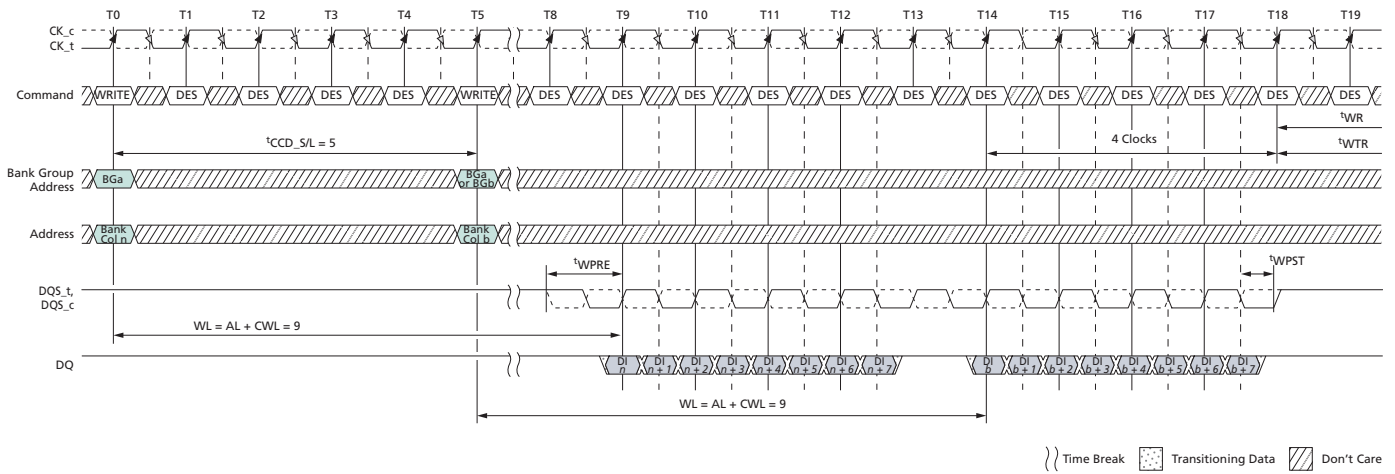 T0 T1 T2 T3 T4 T5 T8 T9 T10 T11 T12 T13 T14 T15 T16 T17 T18 T19
CK_c
CK_t
Command WRITE DES DES DES DES WRITE DES DES DES DES DES DES DES DES DES DES DES DES
tWR
tCCD_S/L = 5 4 Clocks tWTR
Bank Group
Address BGa BGa
or BGb
Address Bank
Col n Bank
Col b
tWPRE tWPST
DQS_t,
DQS_c
WL = AL + CWL = 9
DQ DI
n DI
n + 1 DI
n + 2 DI
n + 3 DI
n + 4 DI
n + 5 DI
n + 6 DI
n + 7 DI
b DI
b + 1 DI
b + 2 DI
b + 3 DI
b + 4 DI
b + 5 DI
b + 6 DI
b + 7
WL = AL + CWL = 9
Time Break Transitioning Data Don't Care